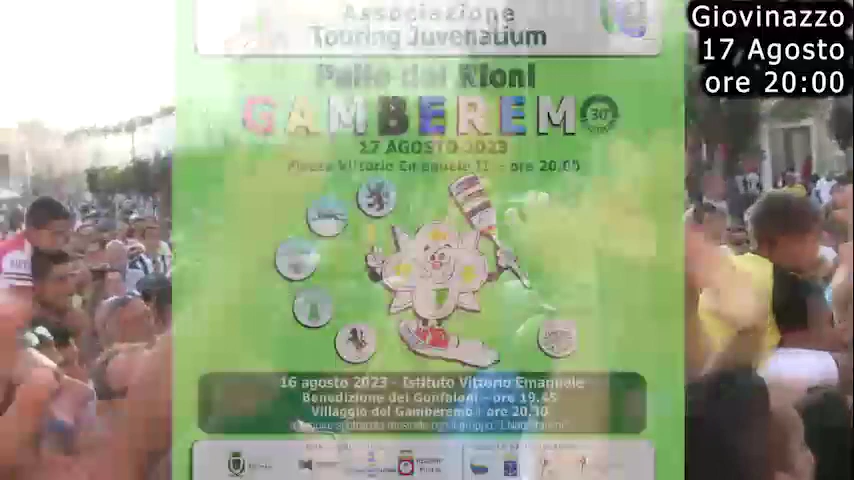 Associazione
Touring Juvenatium
Giovinazzo
17 Agosto
ore 20:00
Palio dei Rioni
GAMBEREMO
30°
17 AGOSTO 2023
Piazza Vittorio Emanuele II - ore 20.00
16 agosto 2023 - Istituto Vittorio Emanuele
Benedizione dei Gonfaloni - ore 19.45
Villaggio del Gamberemo - ore 20.30